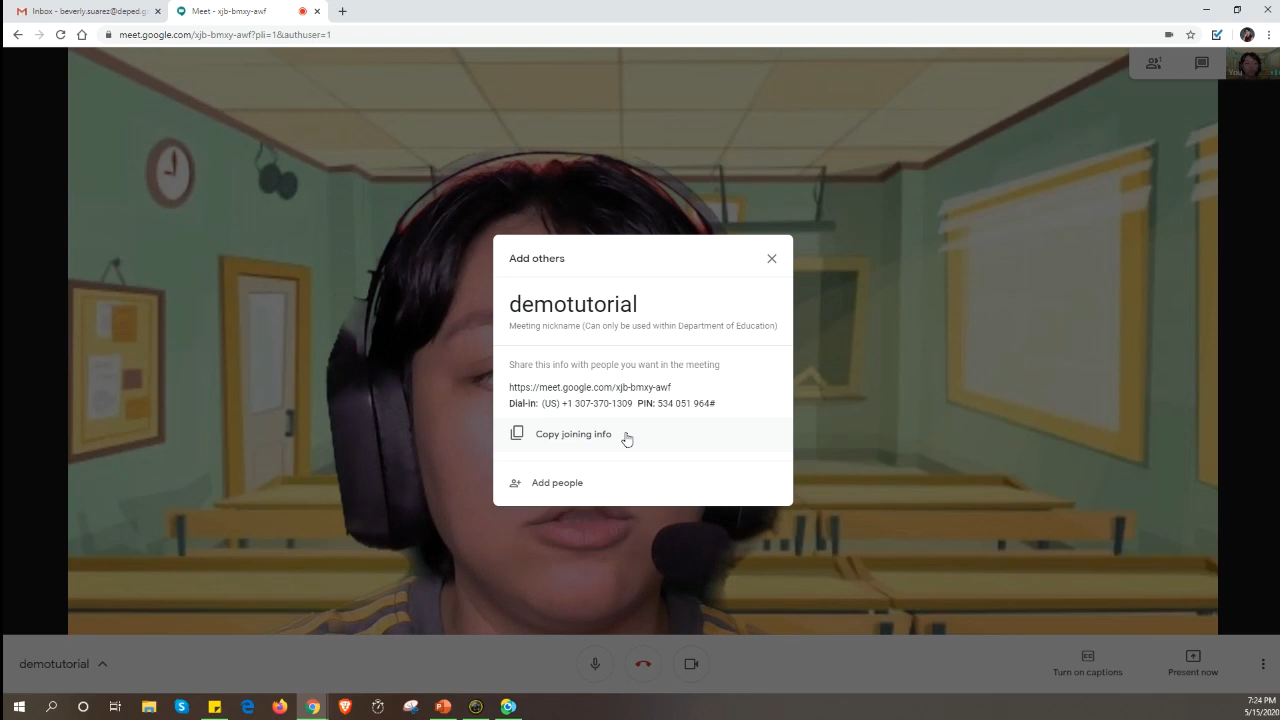 Inbox - beverly.suarez@deped.g
Meet - xjb-bmxy-awf
meet.google.com/xjb-bmxy-awf?pli=1&authuser=1
You
Add others
demotutorial
Meeting nickname (Can only be used within Department of Education)
Share this info with people you want in the meeting
https://meet.google.com/xjb-bmxy-awf
Dial-in: (US) +1 307-370-1309 PIN: 534 051 964#
Copy joining info
Add people
demotutorial
CC
Turn on captions
Present now
7:24 PM
5/15/2020